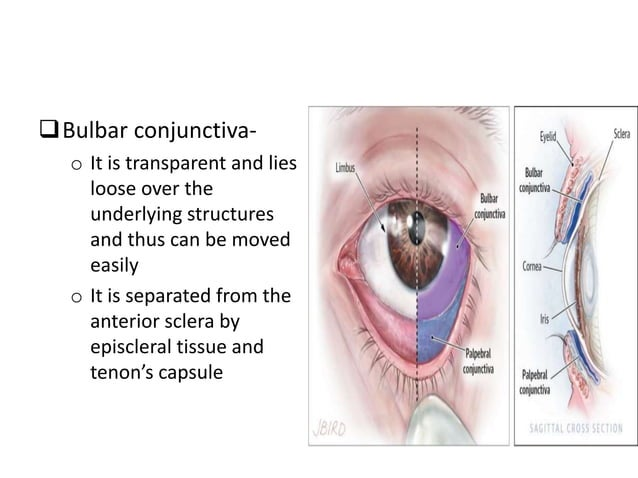 Bulbar conjunctiva-
o It is transparent and lies
loose over the
underlying structures
and thus can be moved
easily
o It is separated from the
anterior sclera by
episcleral tissue and
tenon’s capsule
Limbus
Bulbar
conjunctiva
Palpebral
conjunctiva
JBIRD
Eyelid
Sclera
Bulbar
conjunctiva
Cornea
Iris
Palpebral
conjunctiva
SAGITTAL CROSS SECTION